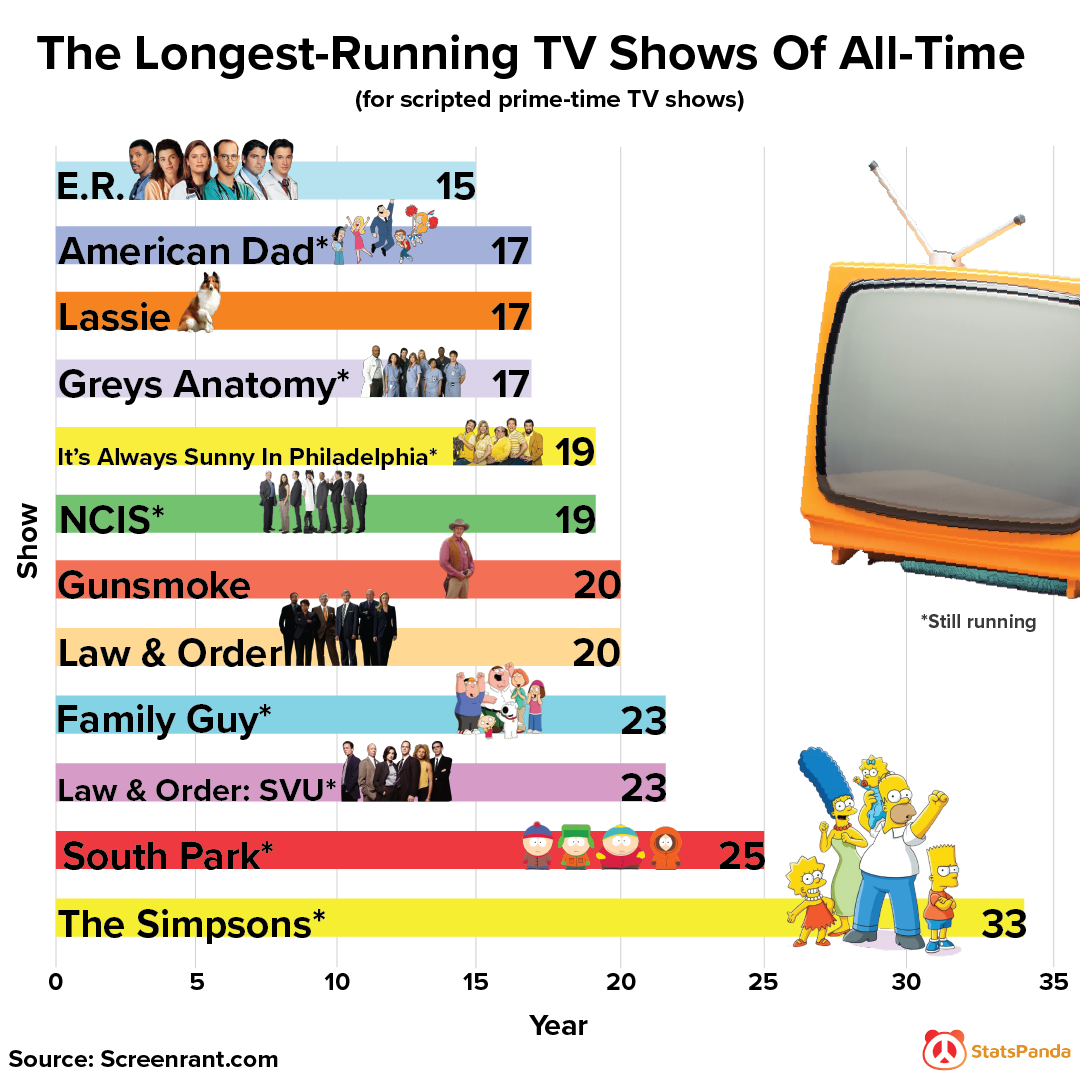 The Longest-Running TV Shows Of All-Time
(for scripted prime-time TV shows)
E.R. 15
American Dad* 17
Lassie 17
Greys Anatomy* 17
It's Always Sunny In Philadelphia* 19
NCIS* 19
Gunsmoke 20
Law & Order 20
Family Guy* 23
Law & Order: SVU* 23
South Park* 25
The Simpsons* 33
Show
*Still running
0 5 10 15 20 25 30 35
Year
Source: Screenrant.com
StatsPanda